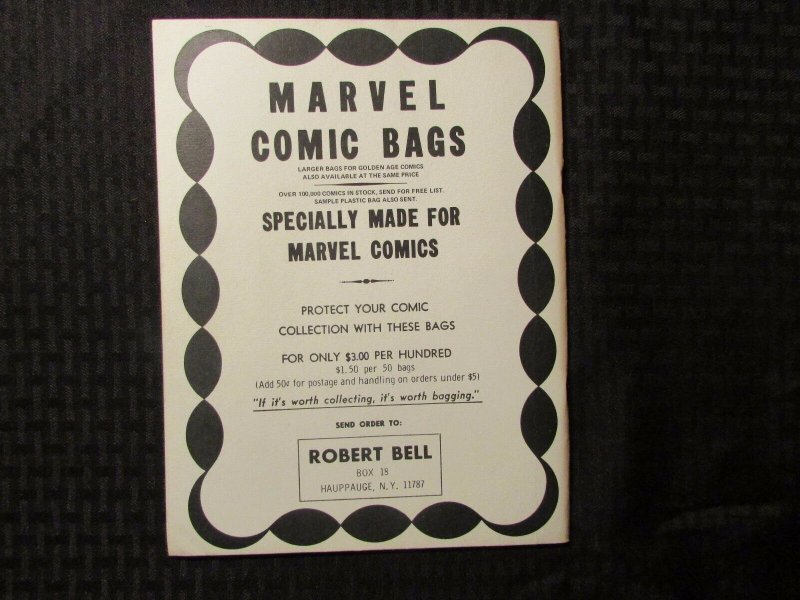 MARVEL
COMIC BAGS
LARGER BAGS FOR GOLDEN AGE COMICS
ALSO AVAILABLE AT THE SAME PRICE
OVER 100,000 COMICS IN STOCK, SEND FOR FREE LIST.
SAMPLE PLASTIC BAG ALSO SENT.
SPECIALLY MADE FOR
MARVEL COMICS
PROTECT YOUR COMIC
COLLECTION WITH THESE BAGS
FOR ONLY $3.00 PER HUNDRED
$1.50 per 50 bags
(Add 50¢ for postage and handling on orders under $5)
"If it's worth collecting, it's worth bagging."
SEND ORDER TO:
ROBERT BELL
BOX 18
HAUPPAUGE, N.Y. 11787